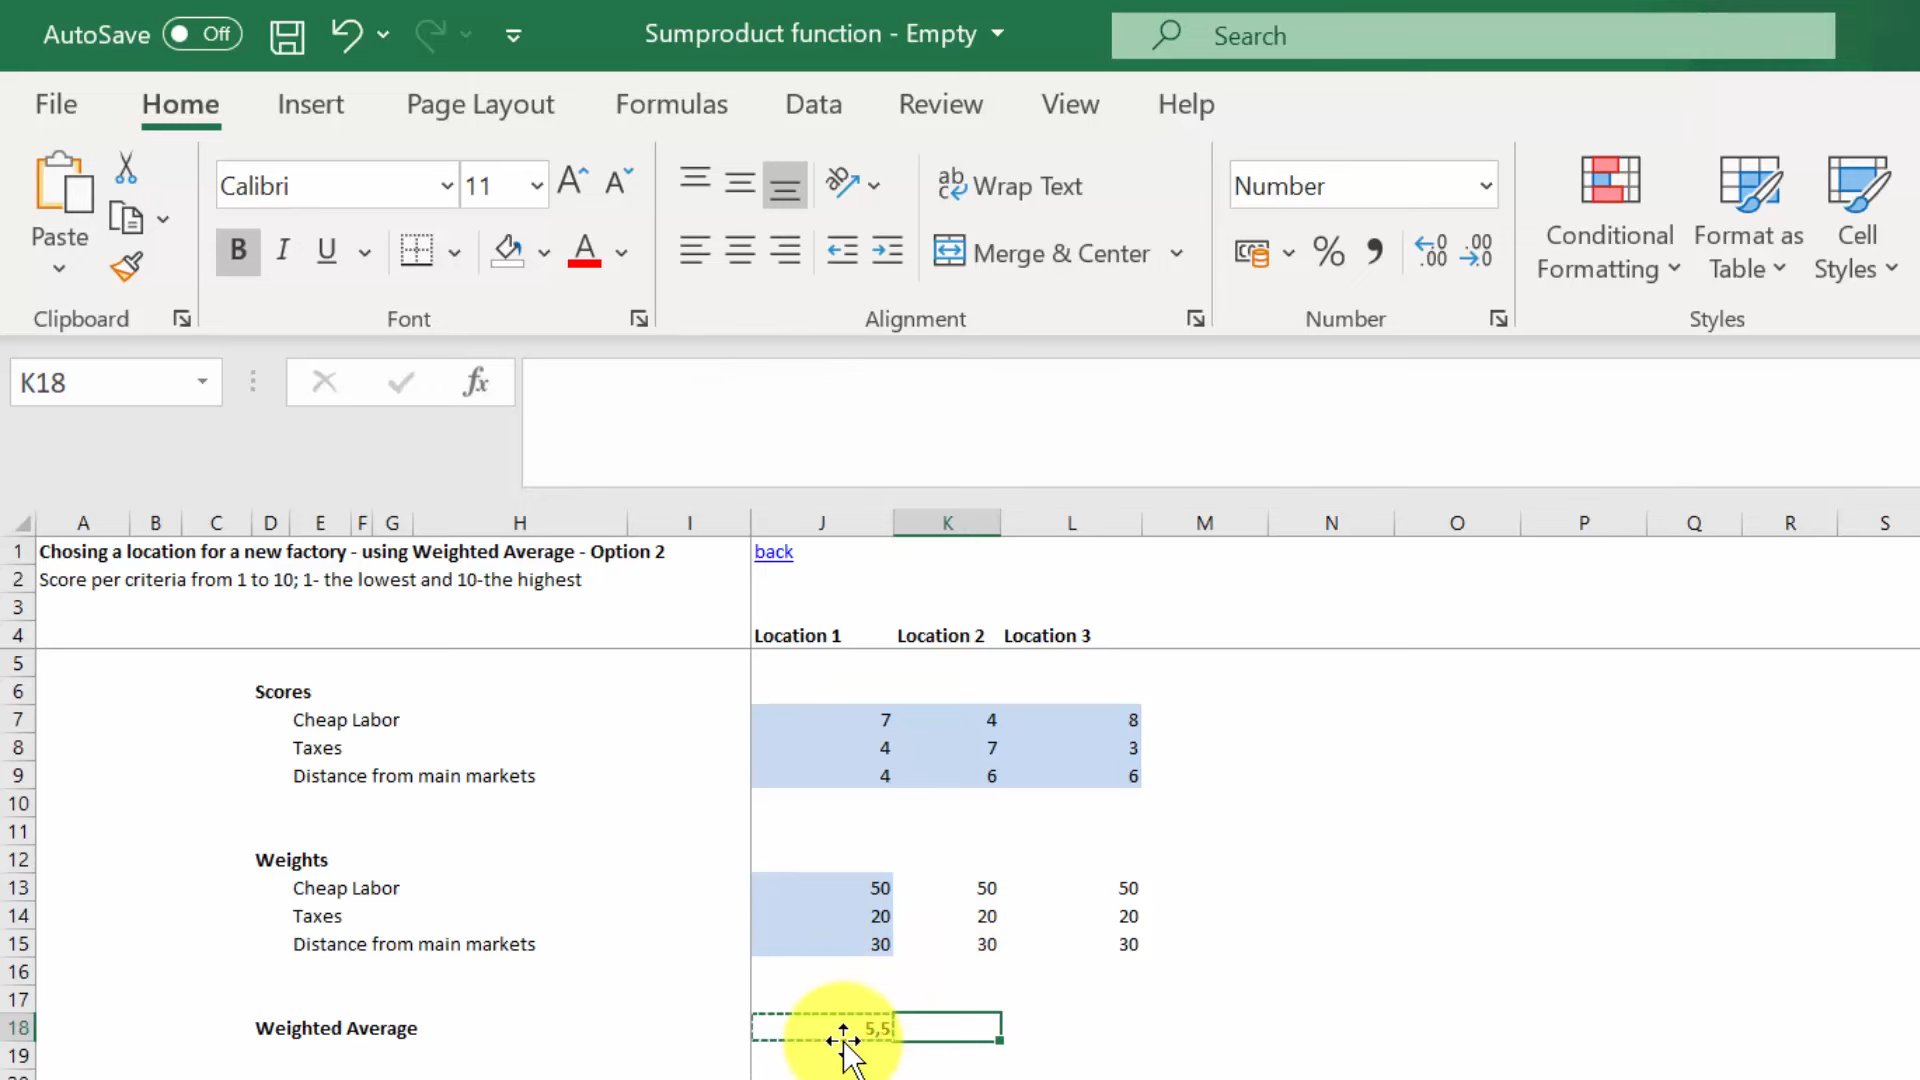 AutoSave Off Sumproduct function - Empty Search
File Home Insert Page Layout Formulas Data Review View Help
Paste Calibri 11 Wrap Text Number Conditional Formatting Format as Table Cell Styles
B I U A Merge & Center % .00
Clipboard Font Alignment Number Styles
K18 fx
A B C D E F G H I J K L M N O P Q R S
1 Chosing a location for a new factory - using Weighted Average - Option 2 back
2 Score per criteria from 1 to 10; 1- the lowest and 10-the highest
3
4 Location 1 Location 2 Location 3
5
6 Scores
7 Cheap Labor 7 4 8
8 Taxes 4 7 3
9 Distance from main markets 4 6 6
10
11
12 Weights
13 Cheap Labor 50 50 50
14 Taxes 20 20 20
15 Distance from main markets 30 30 30
16
17
18 Weighted Average 5,5
19